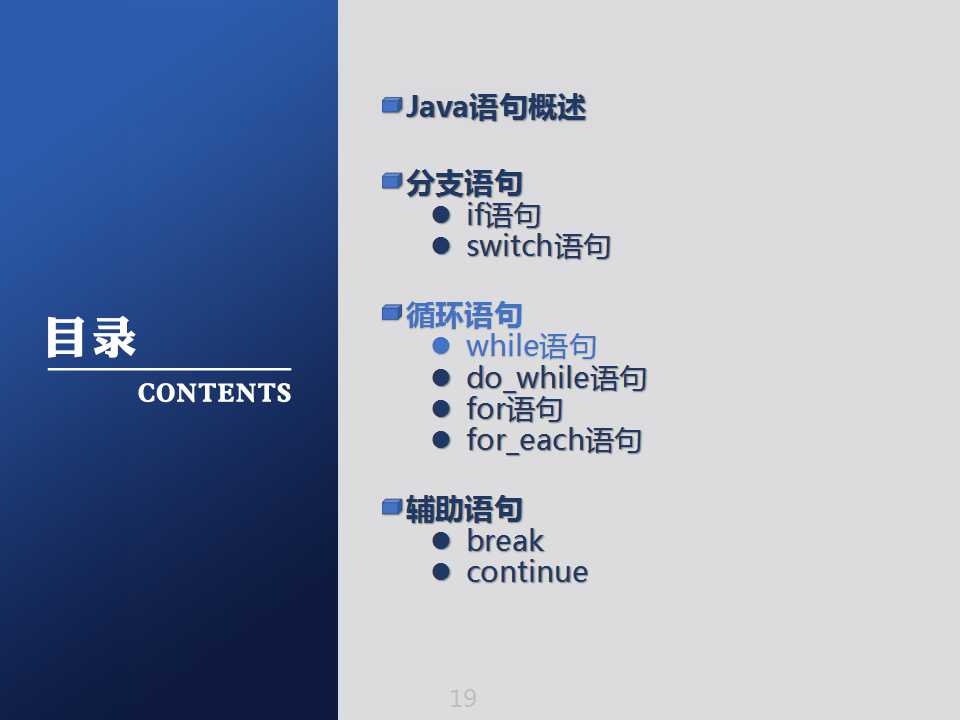 目录
CONTENTS
Java语句概述
分支语句
if语句
switch语句
循环语句
while语句
do_while语句
for语句
for_each语句
辅助语句
break
continue
19